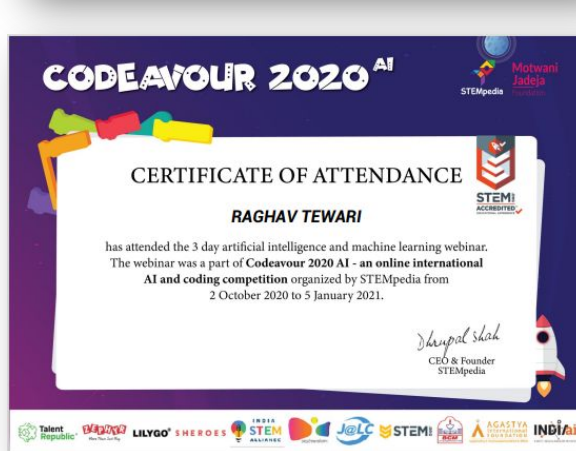 CODEAVOUR 2020 AI
STEMpedia
Motwani
Jadeja
Foundation
CERTIFICATE OF ATTENDANCE
STEM
ACCREDITED
RAGHAV TEWARI
has attended the 3 day artificial intelligence and machine learning webinar.
The webinar was a part of Codeavour 2020 AI - an online international
AI and coding competition organized by STEMpedia from
2 October 2020 to 5 January 2021.
Dhrupal Shah
CEO & Founder
STEMpedia
Talent
Republic
LILYGO
SHEROES
INDIA
STEM
ALLIANCE
J@LC
STEM
AGASTYA
INTERNATIONAL
FOUNDATION
INDIAai